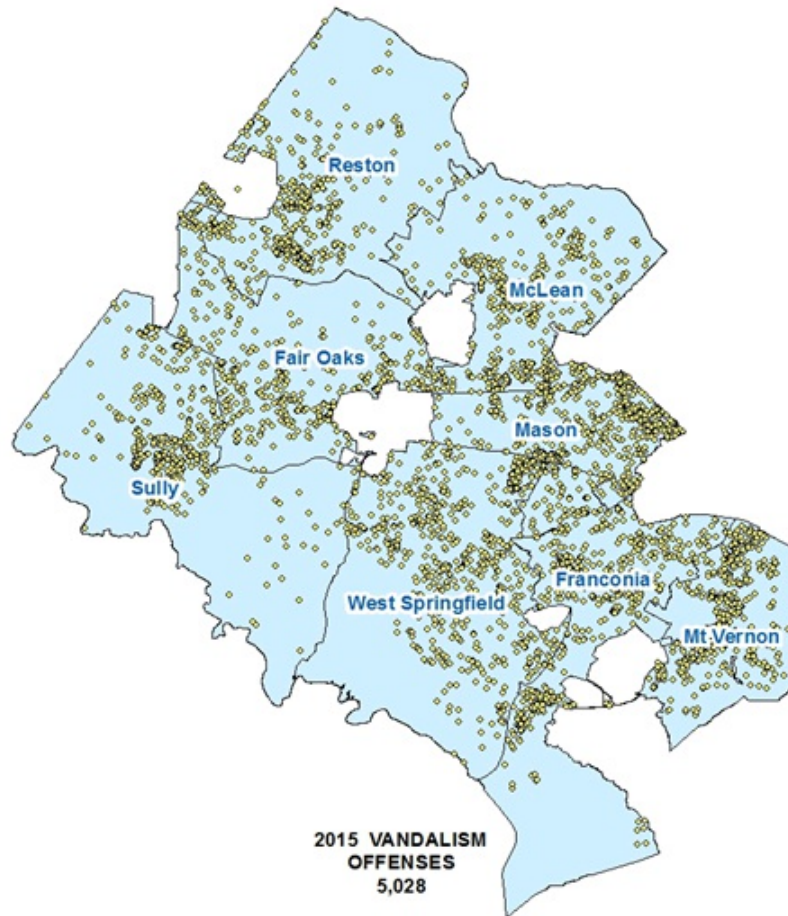 Reston
McLean
Fair Oaks
Mason
Sully
Franconia
West Springfield
Mt Vernon
2015 VANDALISM
OFFENSES
5,028